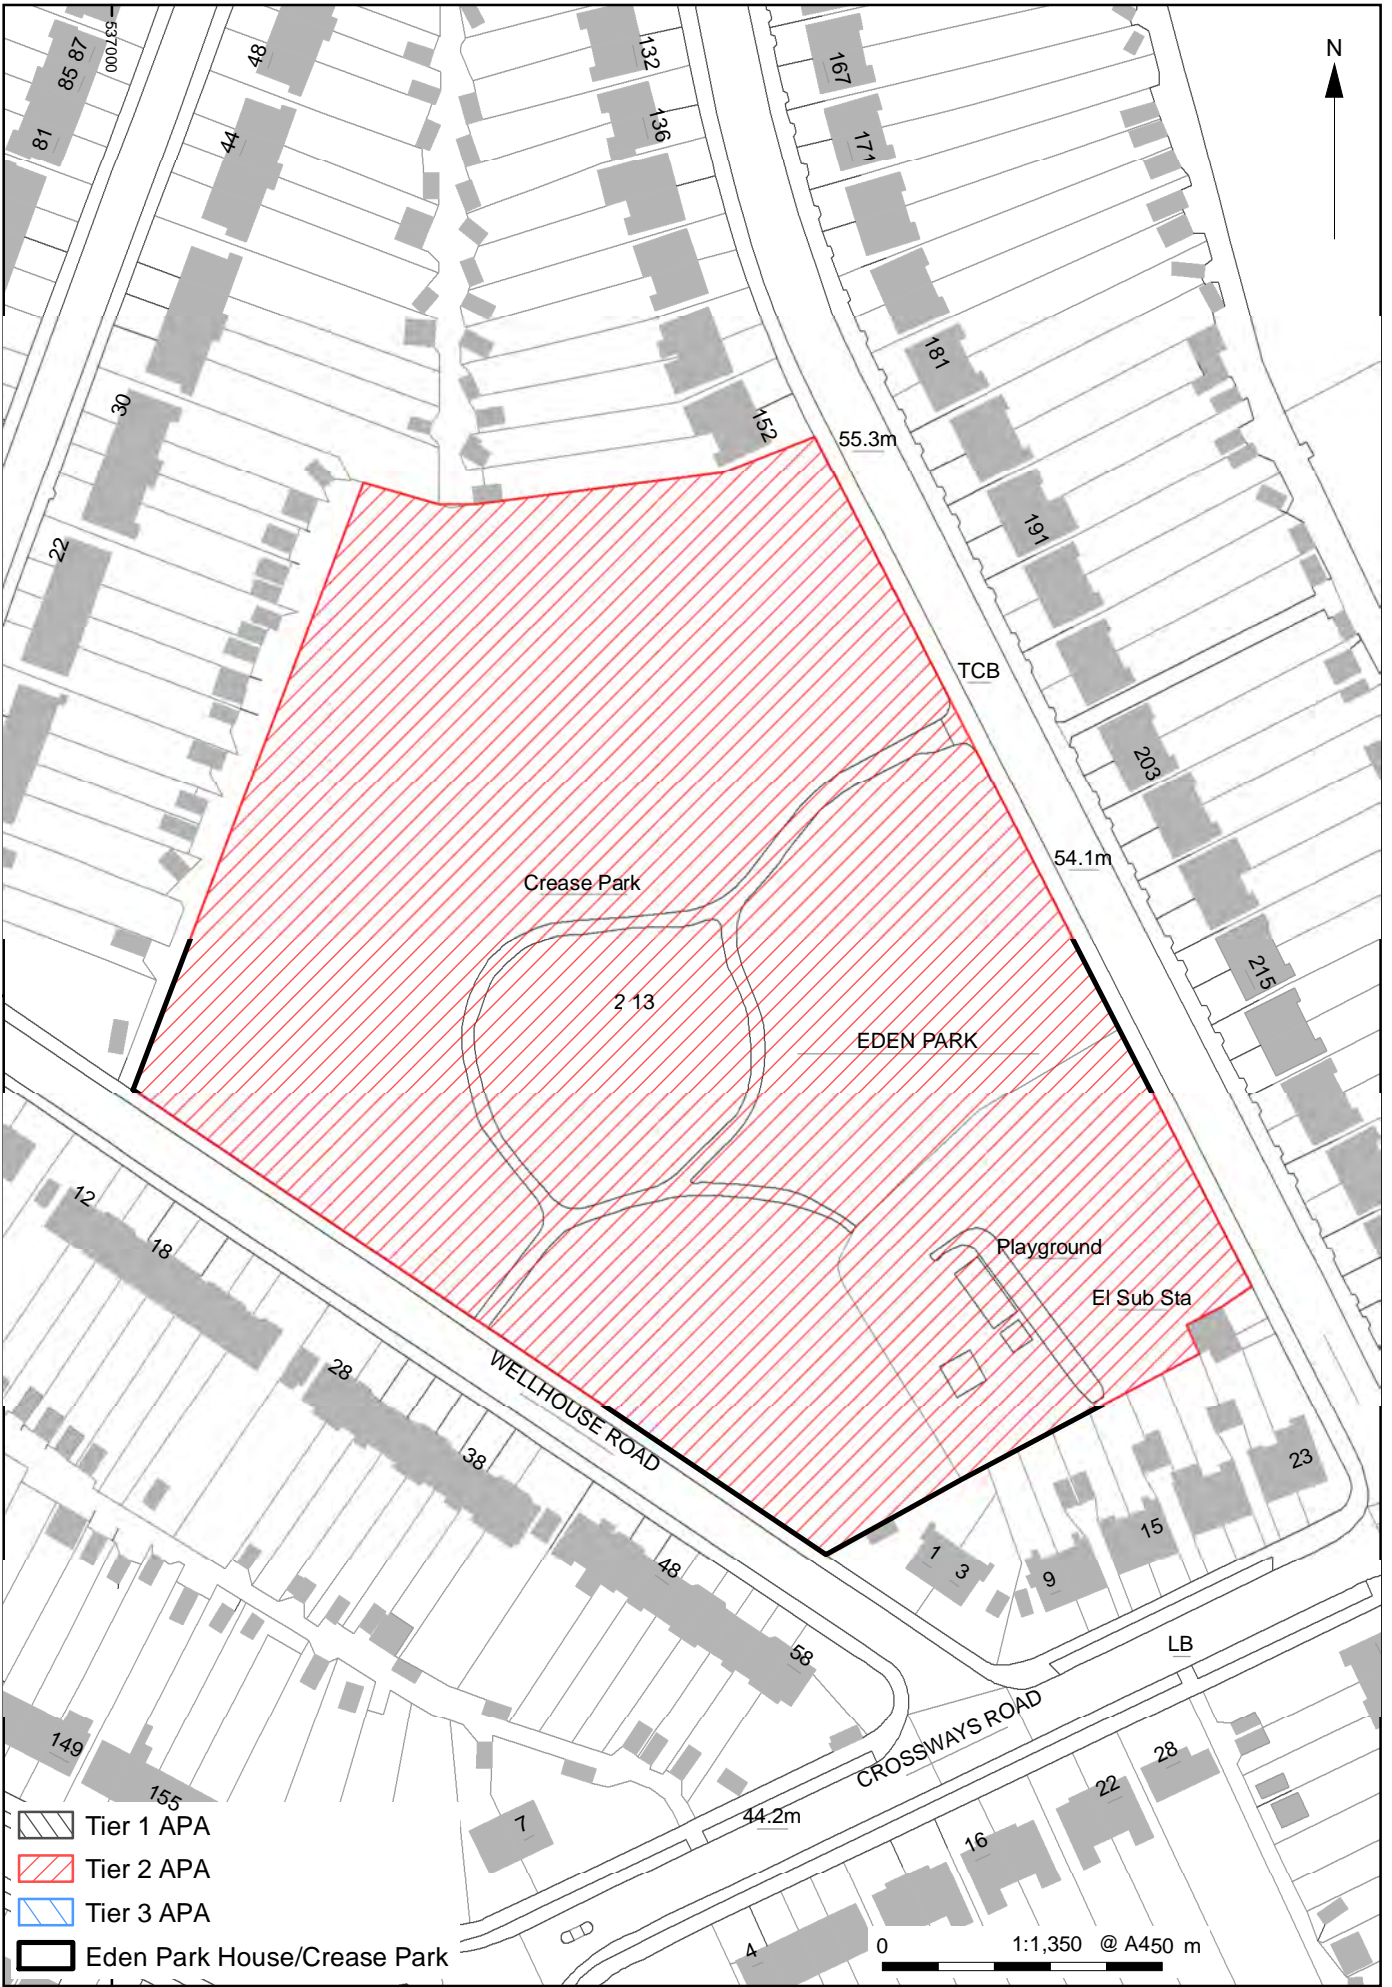 537000
85 87
81
48
44
132
136
167
171
N
30
22
152
55.3m
181
191
TCB
203
54.1m
215
Crease Park
2 13
EDEN PARK
Playground
El Sub Sta
12
18
28
38
48
58
WELLHOUSE ROAD
1
3
9
15
23
LB
CROSSWAYS ROAD
149
155
7
44.2m
4
16
22
28
Tier 1 APA
Tier 2 APA
Tier 3 APA
Eden Park House/Crease Park
0 1:1,350 @ A450 m